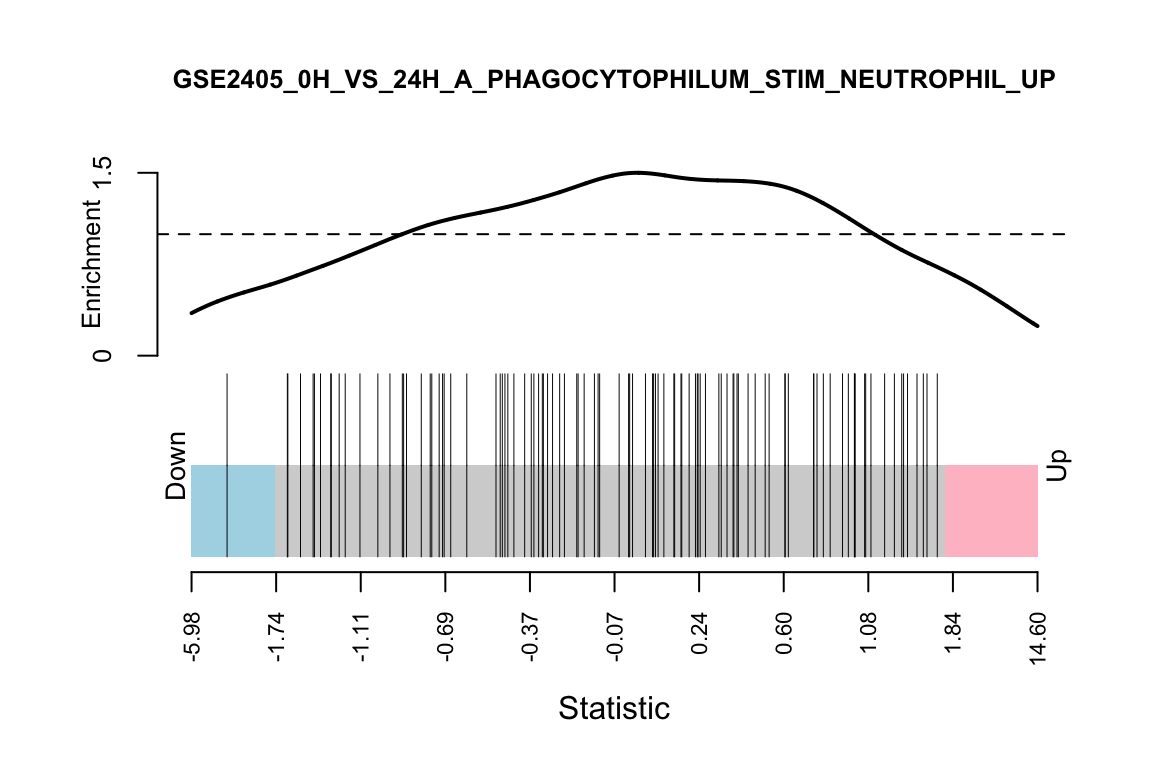 GSE2405_0H_VS_24H_A_PHAGOCYTOPHILUM_STIM_NEUTROPHIL_UP
Enrichment
1.5
0
Down
Up
-5.98
-1.74
-1.11
-0.69
-0.37
-0.07
0.24
0.60
1.08
1.84
14.60
Statistic